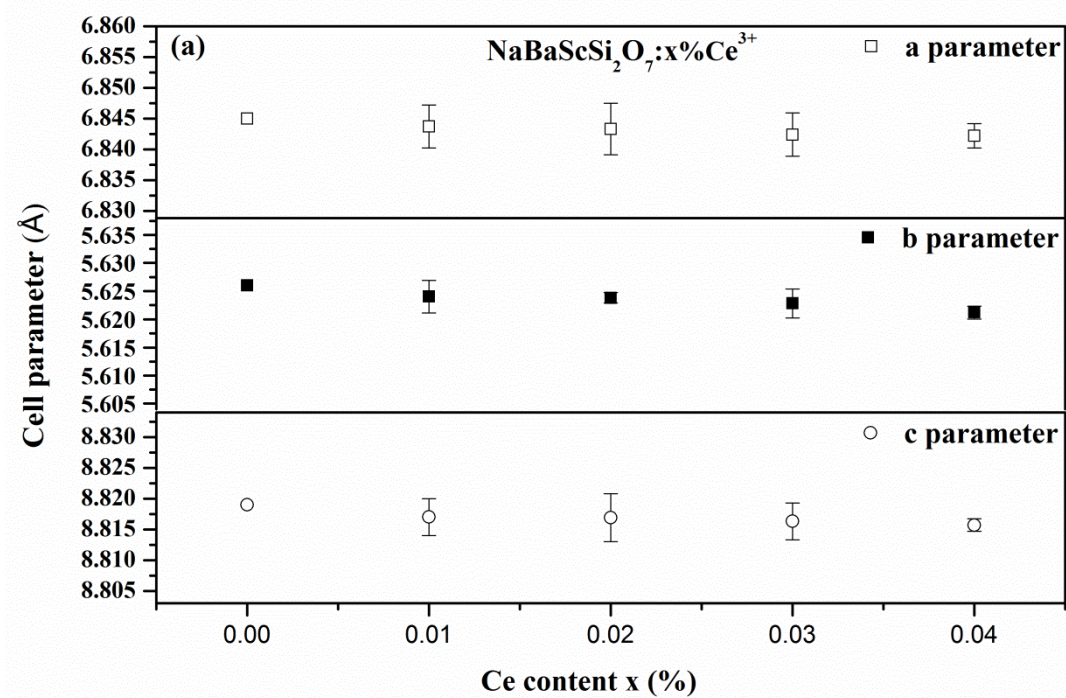 (a)
NaBaScSi₂O₇:x%Ce³⁺
a parameter
6.860
6.855
6.850
6.845
6.840
6.835
6.830
b parameter
5.635
5.630
5.625
5.620
5.615
5.610
5.605
c parameter
8.830
8.825
8.820
8.815
8.810
8.805
Cell parameter (Å)
0.00 0.01 0.02 0.03 0.04
Ce content x (%)